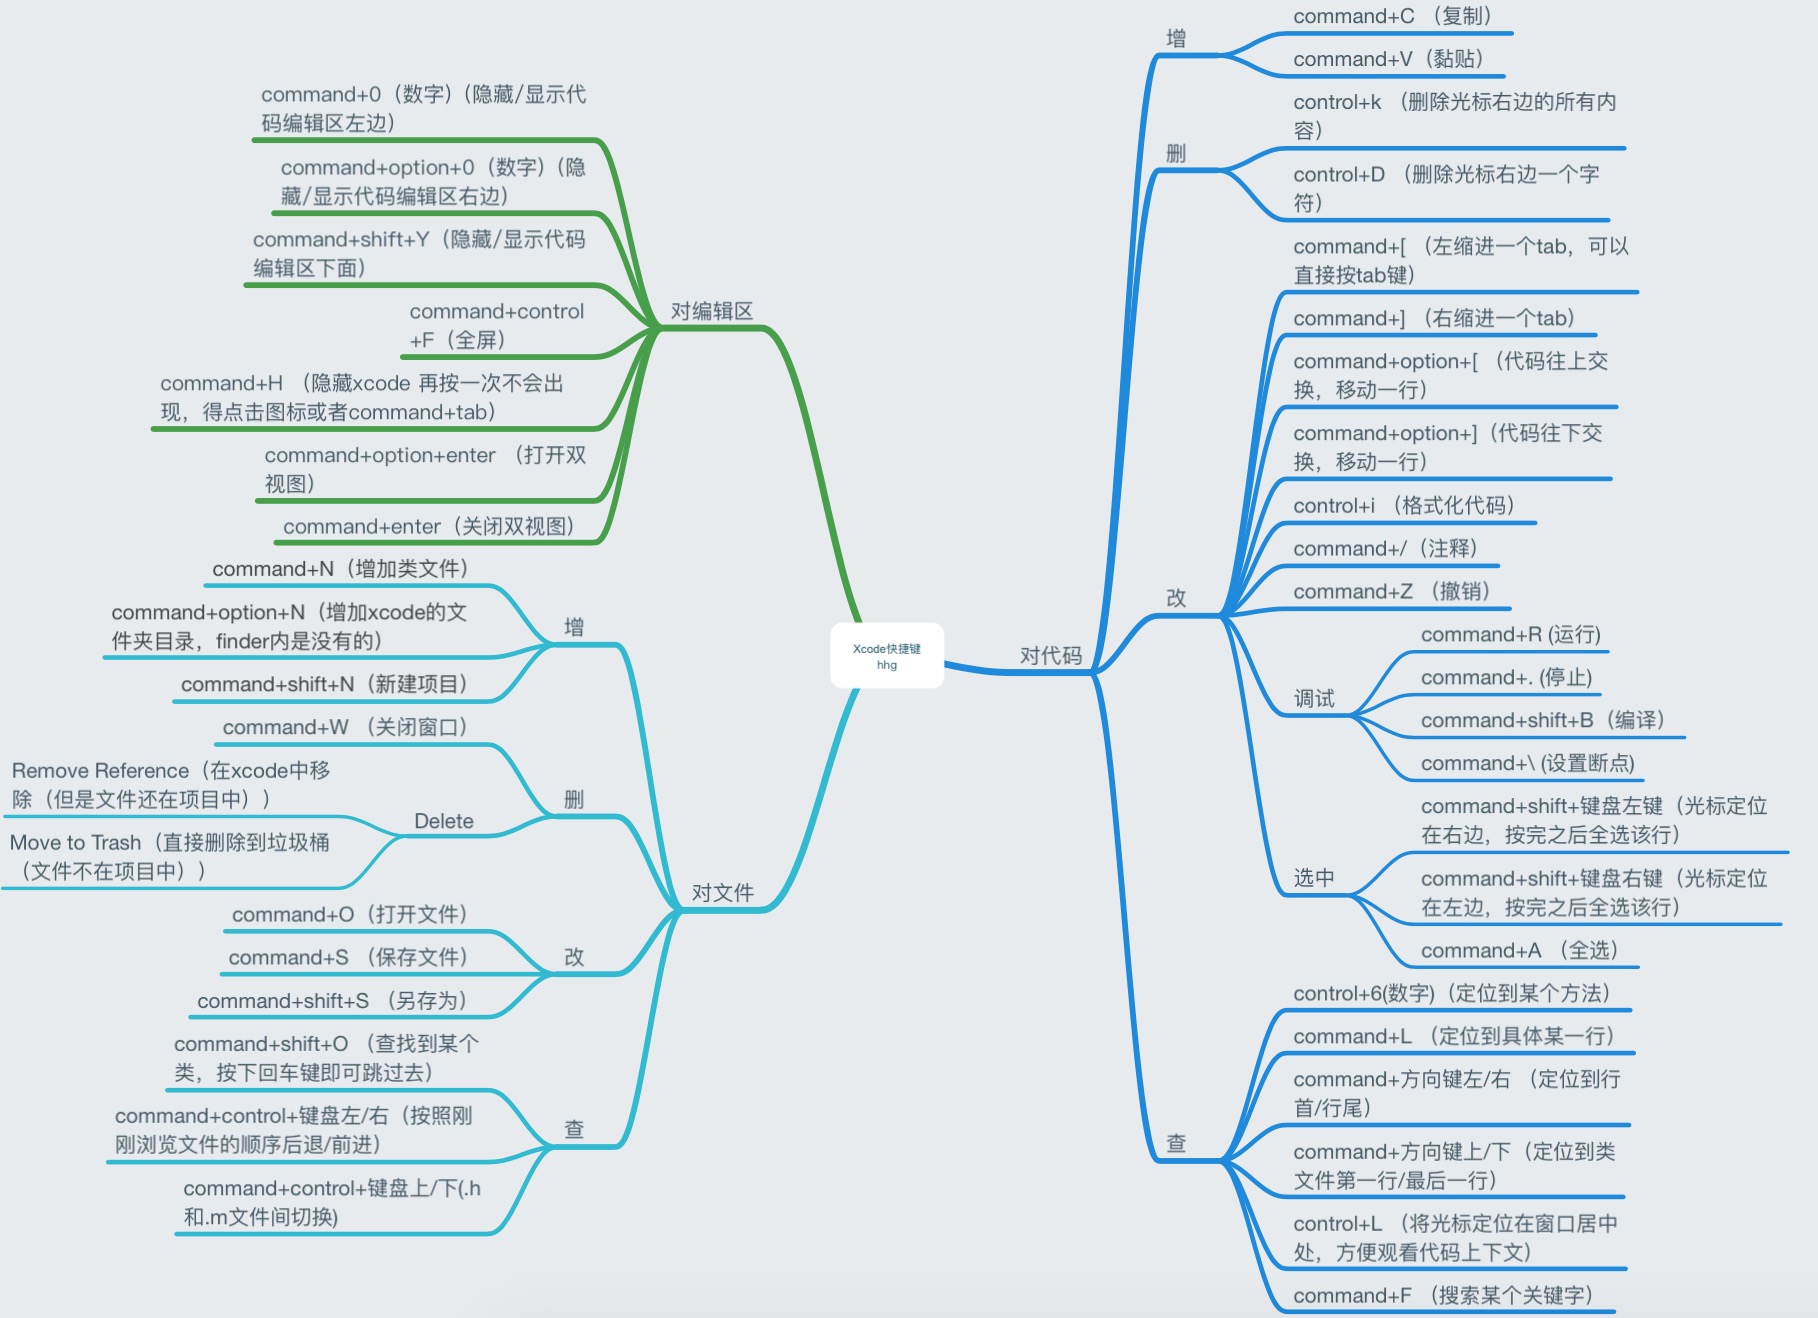 Xcode快捷键
hhg
对编辑区
command+0（数字）（隐藏/显示代
码编辑区左边）
command+option+0（数字）（隐
藏/显示代码编辑区右边）
command+shift+Y（隐藏/显示代码
编辑区下面）
command+control
+F（全屏）
command+H （隐藏xcode 再按一次不会出
现，得点击图标或者command+tab）
command+option+enter （打开双
视图）
command+enter（关闭双视图）
对文件
增
command+N（增加类文件）
command+option+N（增加xcode的文
件夹目录，finder内是没有的）
command+shift+N（新建项目）
删
command+W （关闭窗口）
Delete
Remove Reference（在xcode中移
除（但是文件还在项目中））
Move to Trash（直接删除到垃圾桶
（文件不在项目中））
改
command+O（打开文件）
command+S （保存文件）
command+shift+S （另存为）
查
command+shift+O （查找到某个
类，按下回车键即可跳过去）
command+control+键盘左/右（按照刚
刚浏览文件的顺序后退/前进）
command+control+键盘上/下(.h
和.m文件间切换)
对代码
增
command+C （复制）
command+V（黏贴）
删
control+k （删除光标右边的所有内
容）
control+D （删除光标右边一个字
符）
改
command+[ （左缩进一个tab，可以
直接按tab键）
command+] （右缩进一个tab）
command+option+[ （代码往上交
换，移动一行）
command+option+]（代码往下交
换，移动一行）
control+i （格式化代码）
command+/（注释）
command+Z （撤销）
调试
command+R (运行)
command+. (停止)
command+shift+B（编译）
command+\ (设置断点)
选中
command+shift+键盘左键（光标定位
在右边，按完之后全选该行）
command+shift+键盘右键（光标定位
在左边，按完之后全选该行）
command+A （全选）
查
control+6(数字)（定位到某个方法）
command+L （定位到具体某一行）
command+方向键左/右 （定位到行
首/行尾）
command+方向键上/下（定位到类
文件第一行/最后一行）
control+L （将光标定位在窗口居中
处，方便观看代码上下文）
command+F （搜索某个关键字）